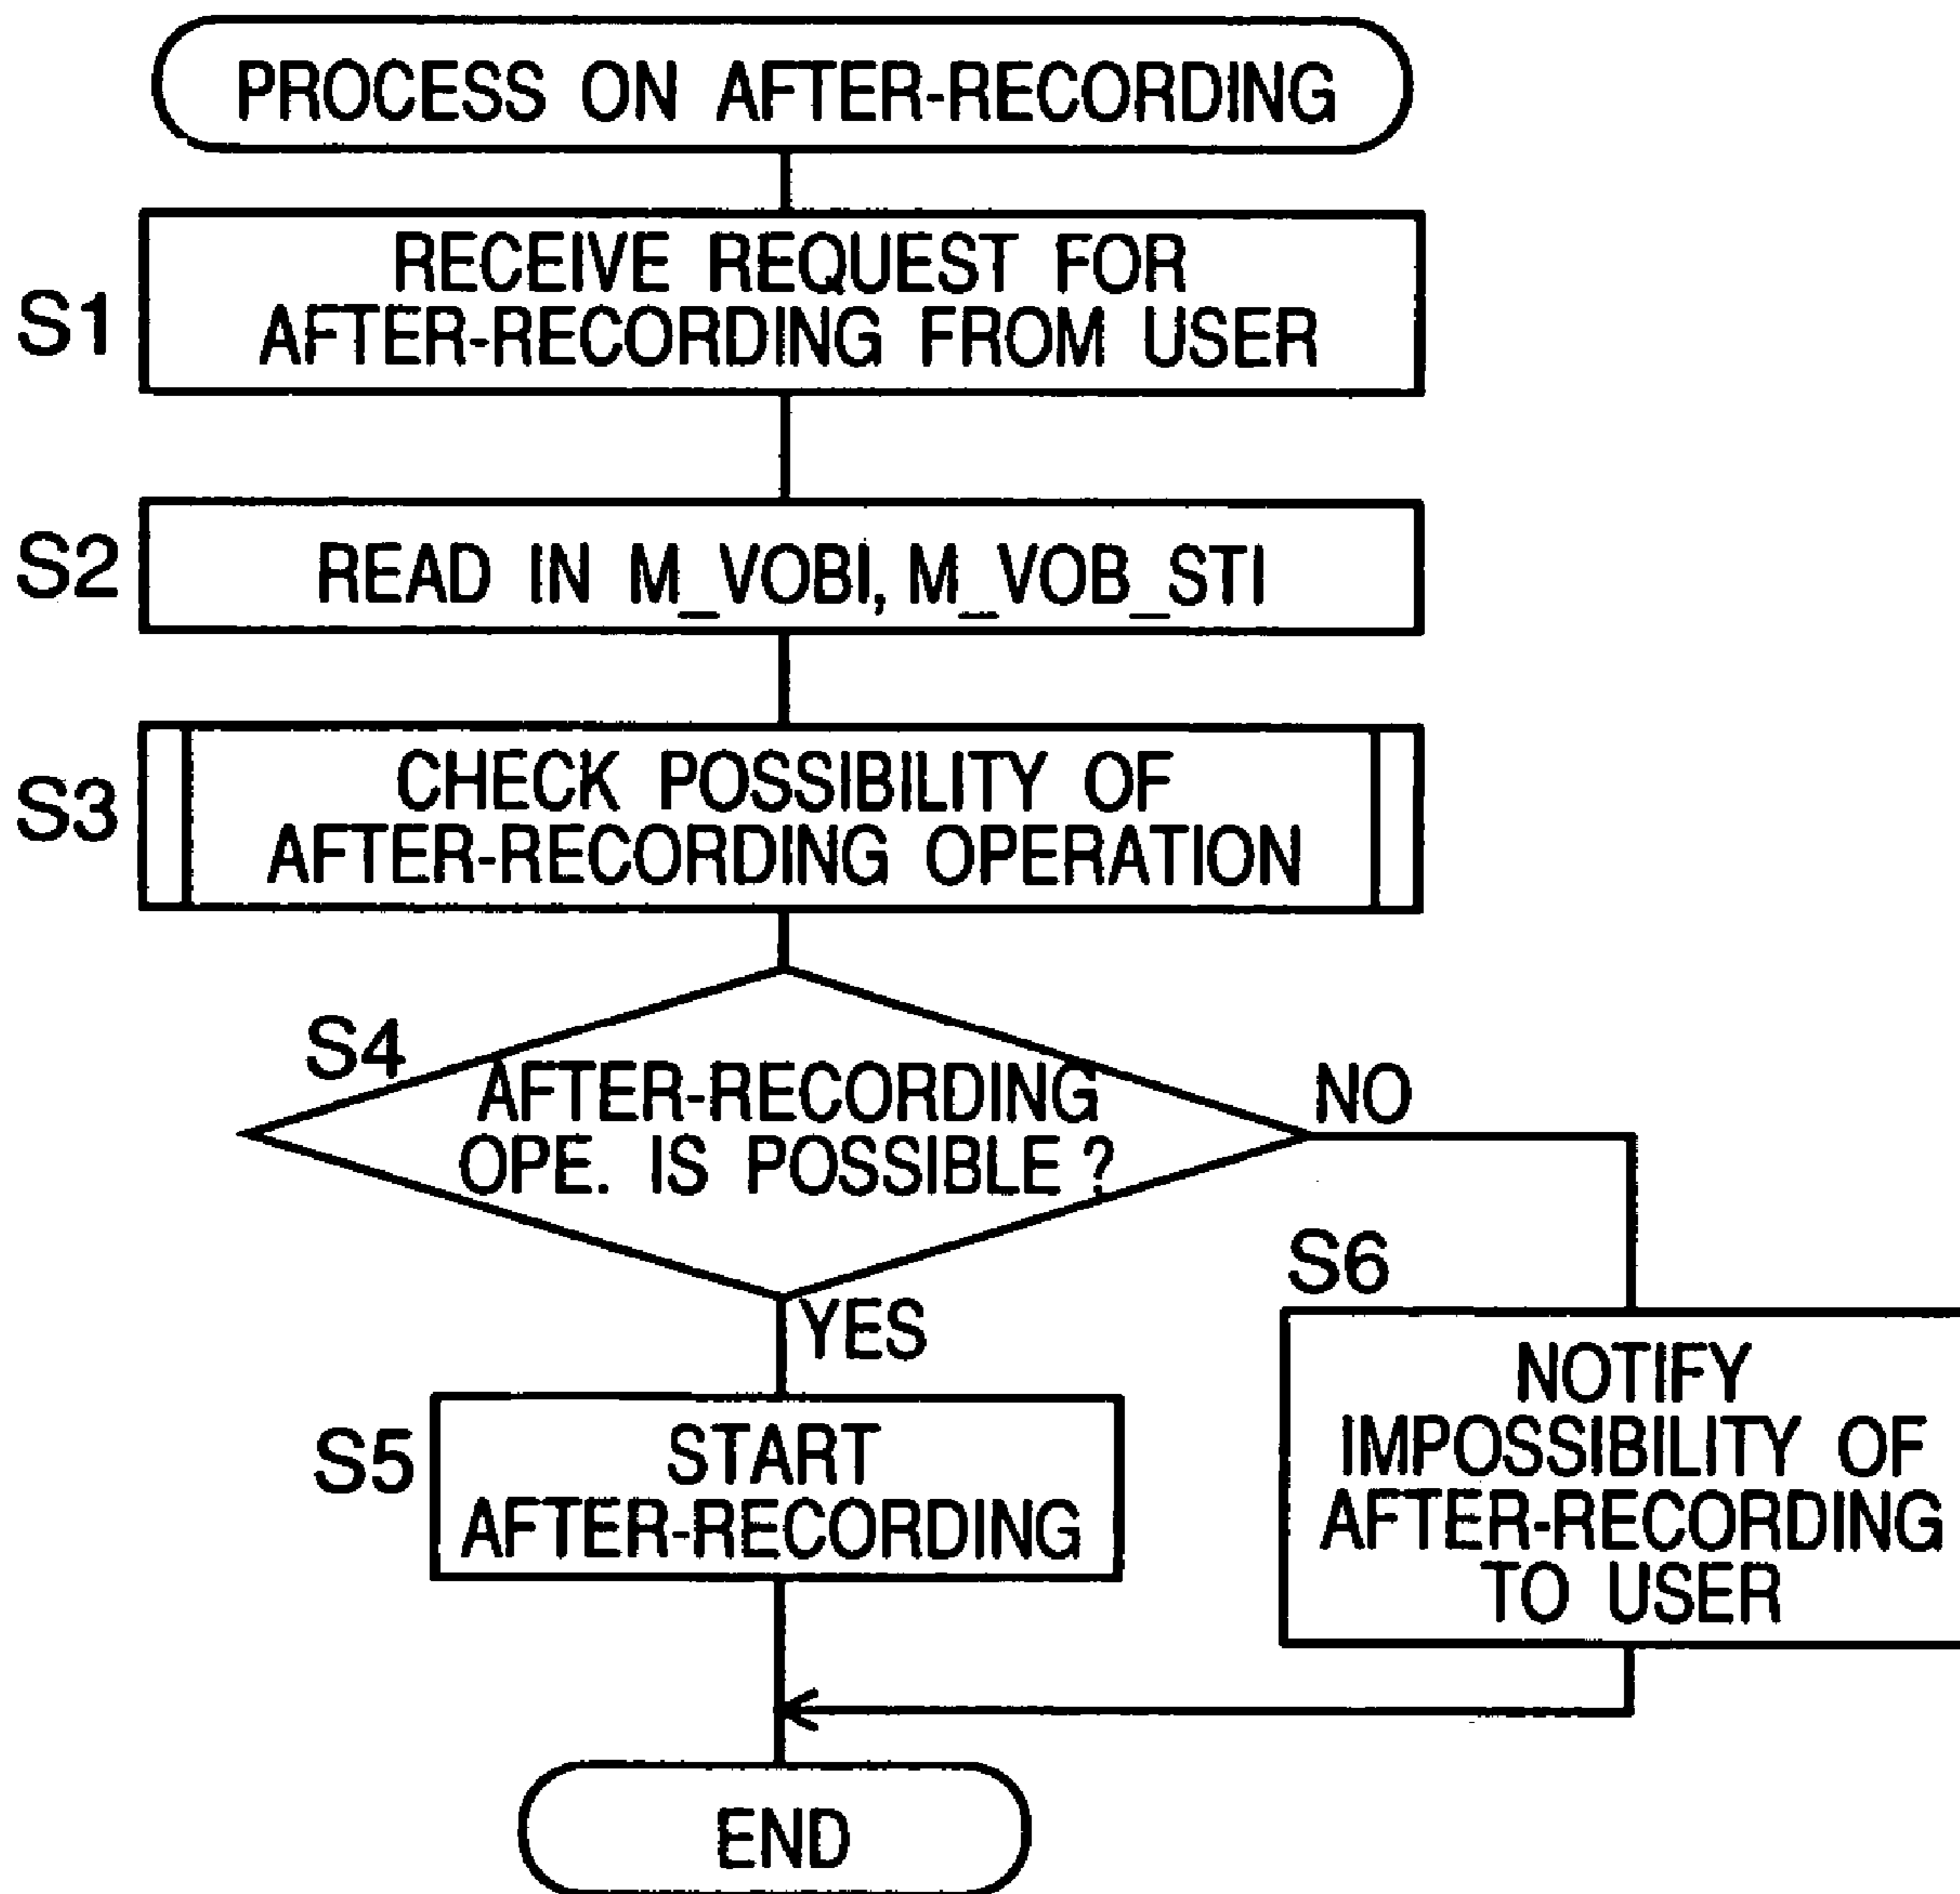 PROCESS ON AFTER-RECORDING
S1
RECEIVE REQUEST FOR
AFTER-RECORDING FROM USER
S2
READ IN M_VOBI, M_VOB_STI
S3
CHECK POSSIBILITY OF
AFTER-RECORDING OPERATION
S4
AFTER-RECORDING
OPE. IS POSSIBLE ?
NO
YES
S5
START
AFTER-RECORDING
S6
NOTIFY
IMPOSSIBILITY OF
AFTER-RECORDING
TO USER
END